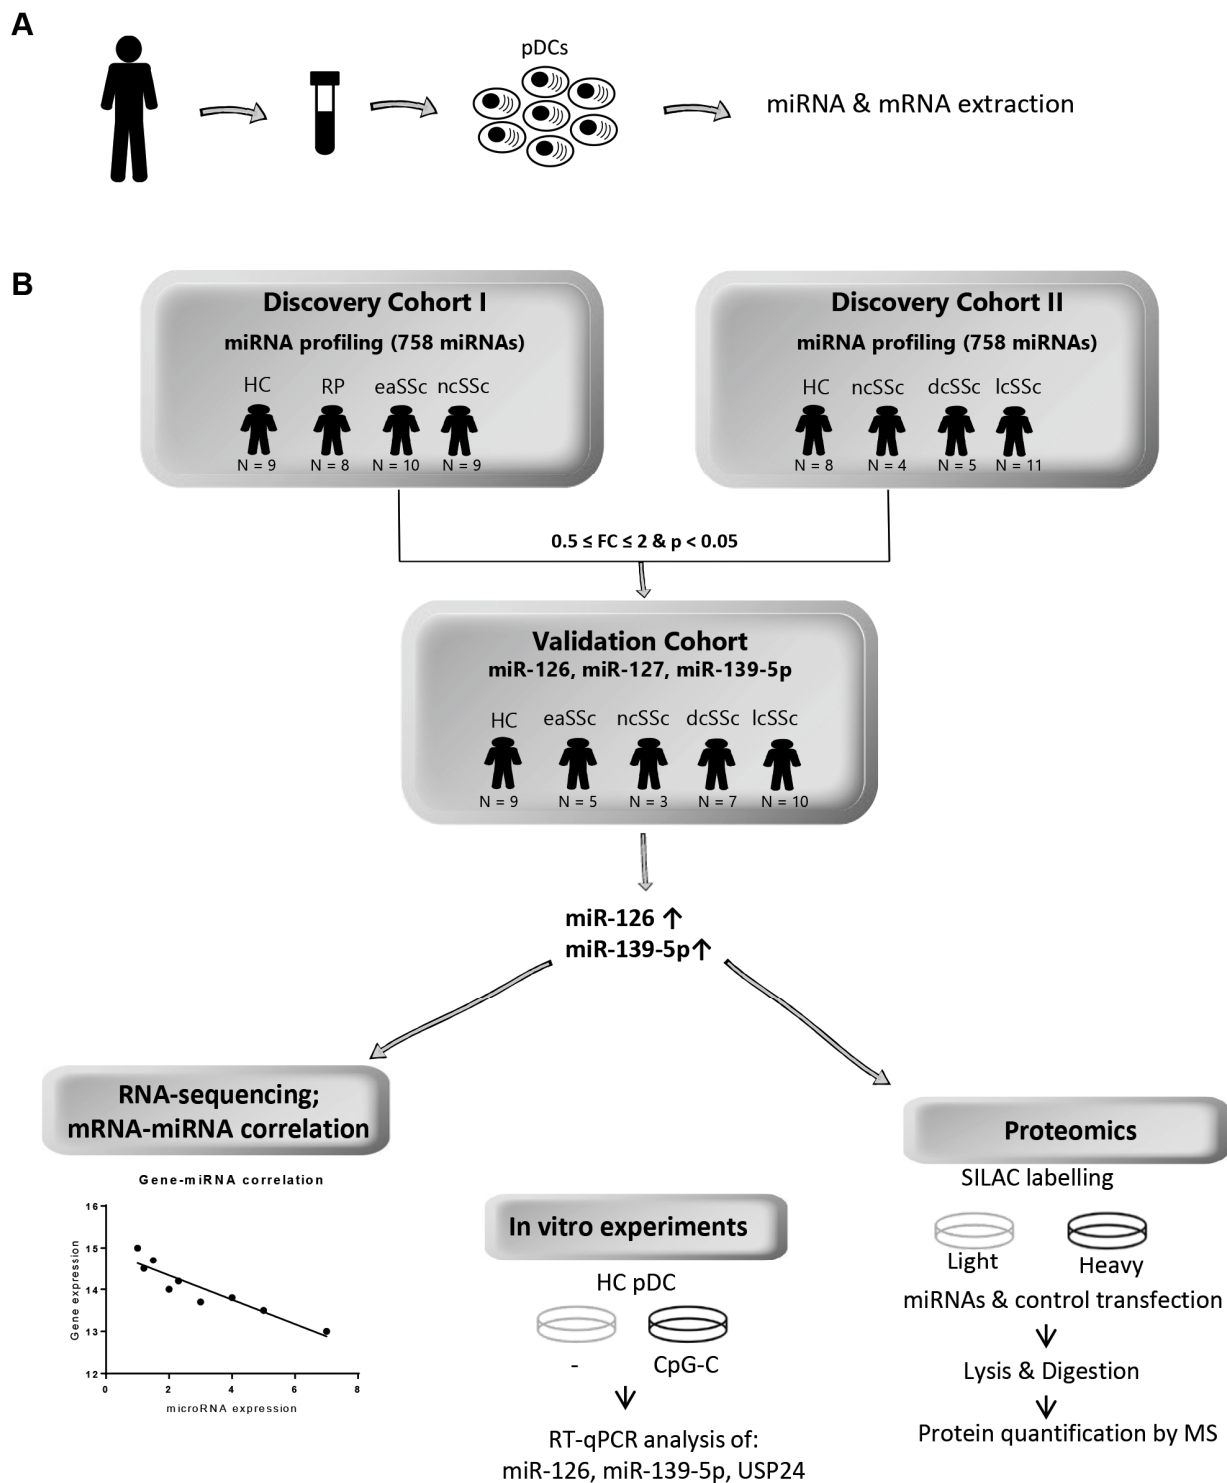 A
pDCs
miRNA & mRNA extraction
B
Discovery Cohort I
miRNA profiling (758 miRNAs)
HC RP eaSSc ncSSc
N = 9 N = 8 N = 10 N = 9
Discovery Cohort II
miRNA profiling (758 miRNAs)
HC ncSSc dcSSc lcSSc
N = 8 N = 4 N = 5 N = 11
0.5 ≤ FC ≤ 2 & p < 0.05
Validation Cohort
miR-126, miR-127, miR-139-5p
HC eaSSc ncSSc dcSSc lcSSc
N = 9 N = 5 N = 3 N = 7 N = 10
miR-126 ↑
miR-139-5p↑
RNA-sequencing;
mRNA-miRNA correlation
Gene-miRNA correlation
Gene expression
16
15
14
13
12
0 2 4 6 8
microRNA expression
In vitro experiments
HC pDC
- CpG-C
RT-qPCR analysis of:
miR-126, miR-139-5p, USP24
Proteomics
SILAC labelling
Light Heavy
miRNAs & control transfection
Lysis & Digestion
Protein quantification by MS